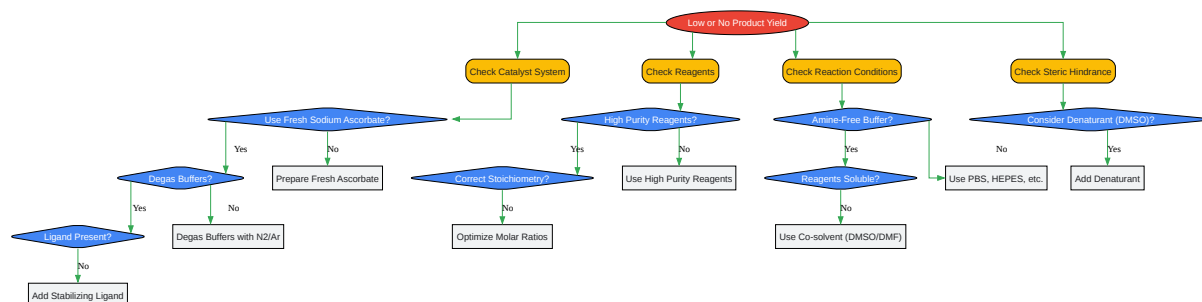 Low or No Product Yield
Check Catalyst System
Check Reagents
Check Reaction Conditions
Check Steric Hindrance
Use Fresh Sodium Ascorbate?
High Purity Reagents?
Amine-Free Buffer?
Consider Denaturant (DMSO)?
Yes
No
Yes
No
Yes
No
Yes
Degas Buffers?
Prepare Fresh Ascorbate
Correct Stoichiometry?
Use High Purity Reagents
Reagents Soluble?
Use PBS, HEPES, etc.
Add Denaturant
Yes
No
No
No
Ligand Present?
Degas Buffers with N2/Ar
Optimize Molar Ratios
Use Co-solvent (DMSO/DMF)
No
Add Stabilizing Ligand